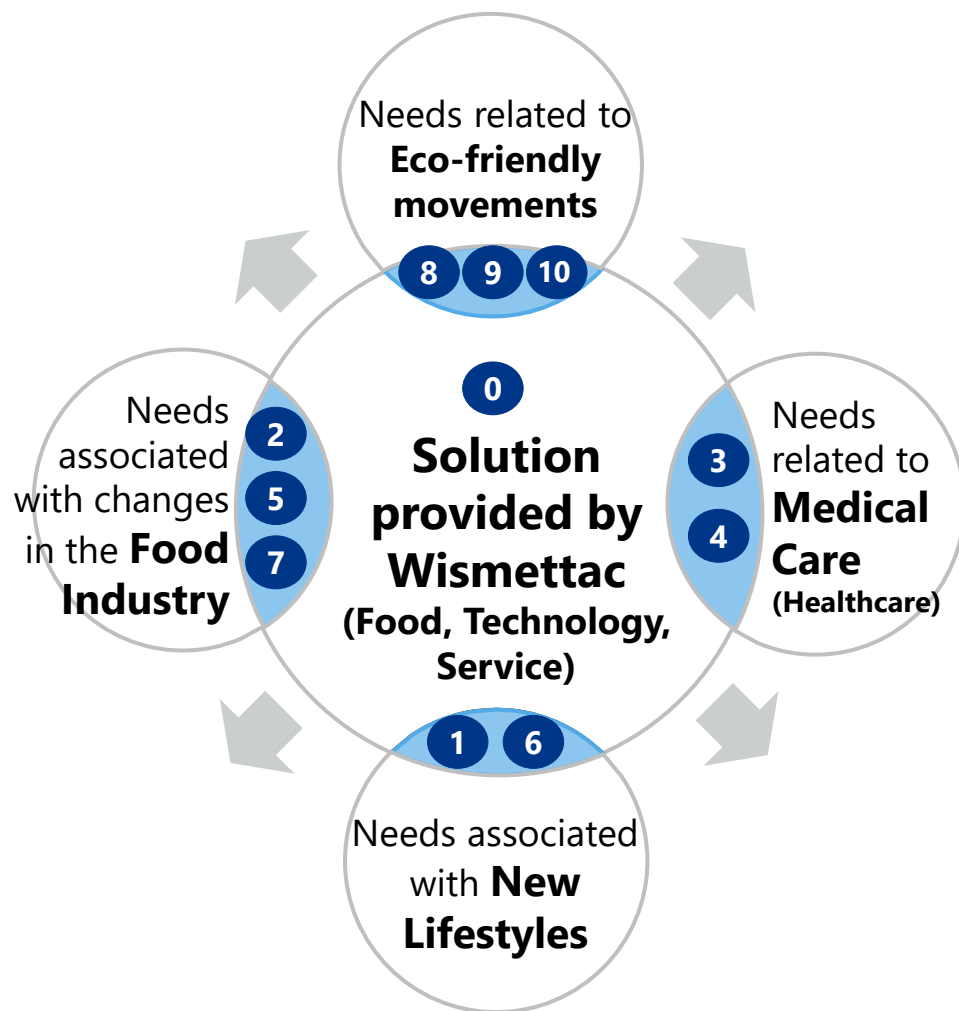 Needs related to
Eco-friendly
movements
8 9 10
Needs
associated
with changes
in the Food
Industry
2
5
7
0
Solution
provided by
Wismettac
(Food, Technology,
Service)
3
4
Needs
related to
Medical
Care
(Healthcare)
1 6
Needs associated
with New
Lifestyles